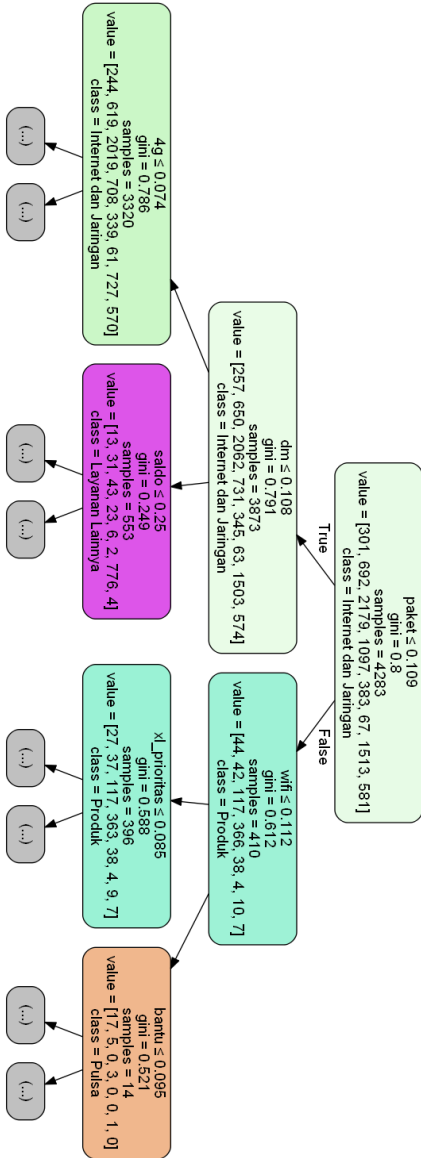 paket ≤ 0.109
gini = 0.8
samples = 4283
value = [301, 692, 2179, 1097, 383, 67, 1513, 581]
class = Internet dan Jaringan
True
False
dm ≤ 0.108
gini = 0.791
samples = 3873
value = [257, 650, 2062, 731, 345, 63, 1503, 574]
class = Internet dan Jaringan
wifi ≤ 0.112
gini = 0.612
samples = 410
value = [44, 42, 117, 366, 38, 4, 10, 7]
class = Produk
4g ≤ 0.074
gini = 0.786
samples = 3320
value = [244, 619, 2019, 708, 339, 61, 727, 570]
class = Internet dan Jaringan
saldo ≤ 0.25
gini = 0.249
samples = 553
value = [13, 31, 43, 23, 6, 2, 776, 4]
class = Layanan Lainnya
xl_prioritas ≤ 0.085
gini = 0.588
samples = 396
value = [27, 37, 117, 363, 38, 4, 9, 7]
class = Produk
bantu ≤ 0.095
gini = 0.521
samples = 14
value = [17, 5, 0, 3, 0, 0, 1, 0]
class = Pulsa
(...)
(...)
(...)
(...)
(...)
(...)
(...)
(...)